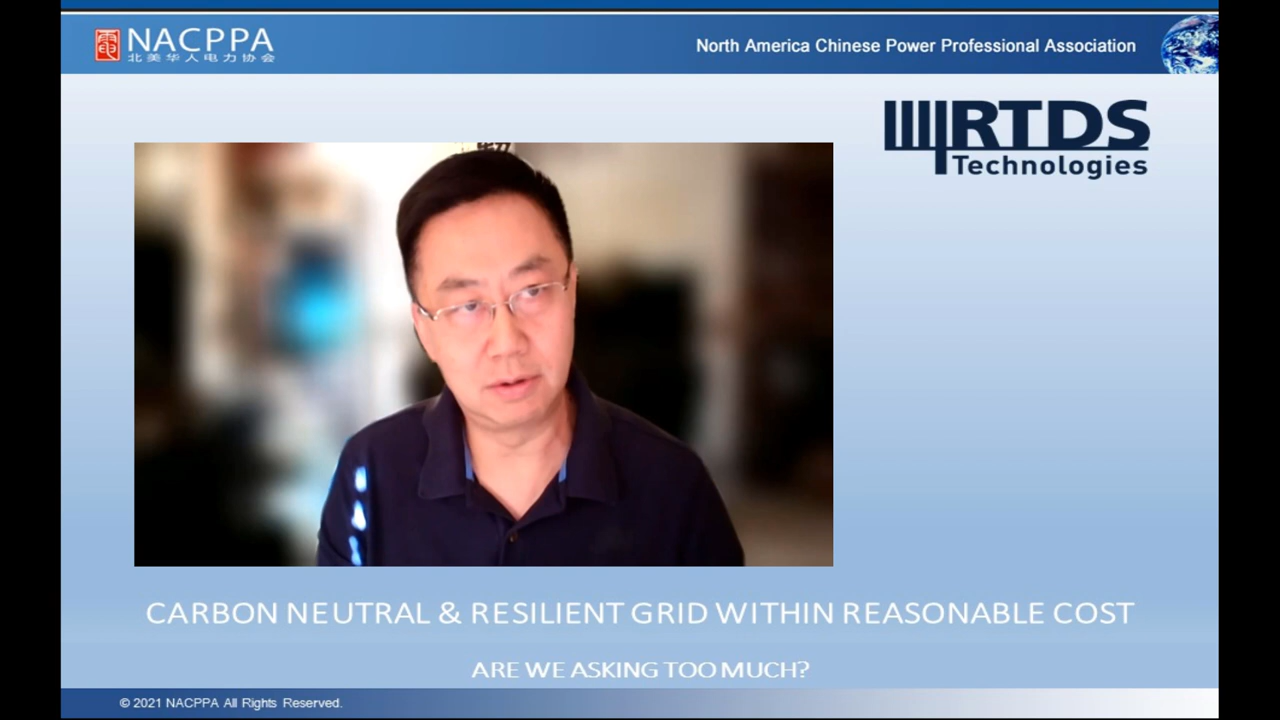 NACPPA
北美华人电力协会
North America Chinese Power Professional Association
RTDS
Technologies
CARBON NEUTRAL & RESILIENT GRID WITHIN REASONABLE COST
ARE WE ASKING TOO MUCH?
© 2021 NACPPA All Rights Reserved.